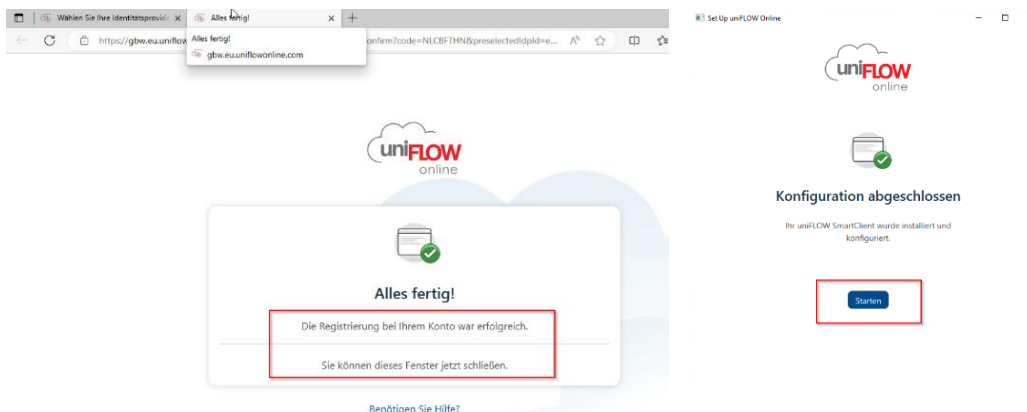 Wählen Sie Ihre Identitätsprovide
Alles fertig!
https://gbw.eu.uniflow
onfirm?code=NLCBFTHN&preselectedIdpId=e...
Alles fertig!
gbw.eu.uniflowonline.com
uniFLOW
online
Alles fertig!
Die Registrierung bei Ihrem Konto war erfolgreich.
Sie können dieses Fenster jetzt schließen.
Benötigen Sie Hilfe?
Set Up uniFLOW Online
uniFLOW
online
Konfiguration abgeschlossen
Ihr uniFLOW SmartClient wurde installiert und
konfiguriert.
Starten